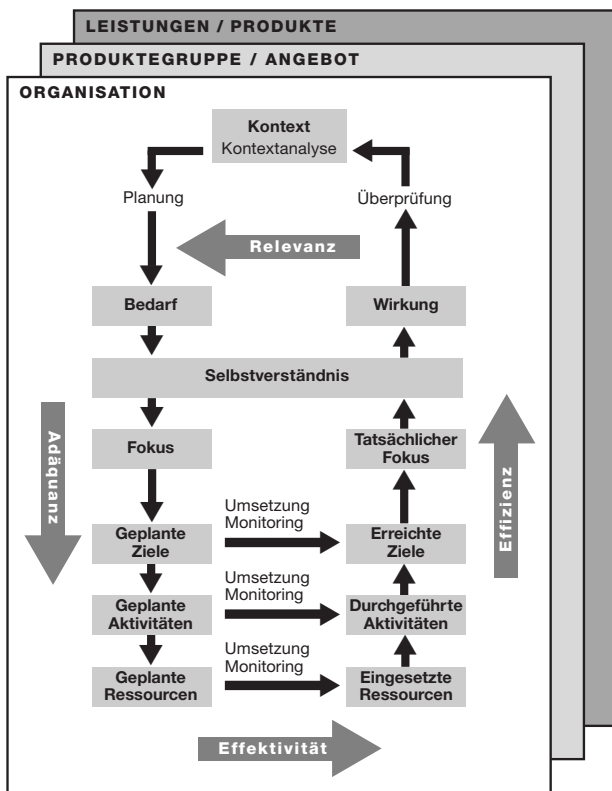 LEISTUNGEN / PRODUKTE
PRODUKTEGRUPPE / ANGEBOT
ORGANISATION
Kontext
Kontextanalyse
Planung
Überprüfung
Relevanz
Bedarf
Wirkung
Selbstverständnis
Adäquanz
Fokus
Tatsächlicher
Fokus
Effizienz
Geplante
Ziele
Umsetzung
Monitoring
Erreichte
Ziele
Geplante
Aktivitäten
Umsetzung
Monitoring
Durchgeführte
Aktivitäten
Geplante
Ressourcen
Umsetzung
Monitoring
Eingesetzte
Ressourcen
Effektivität